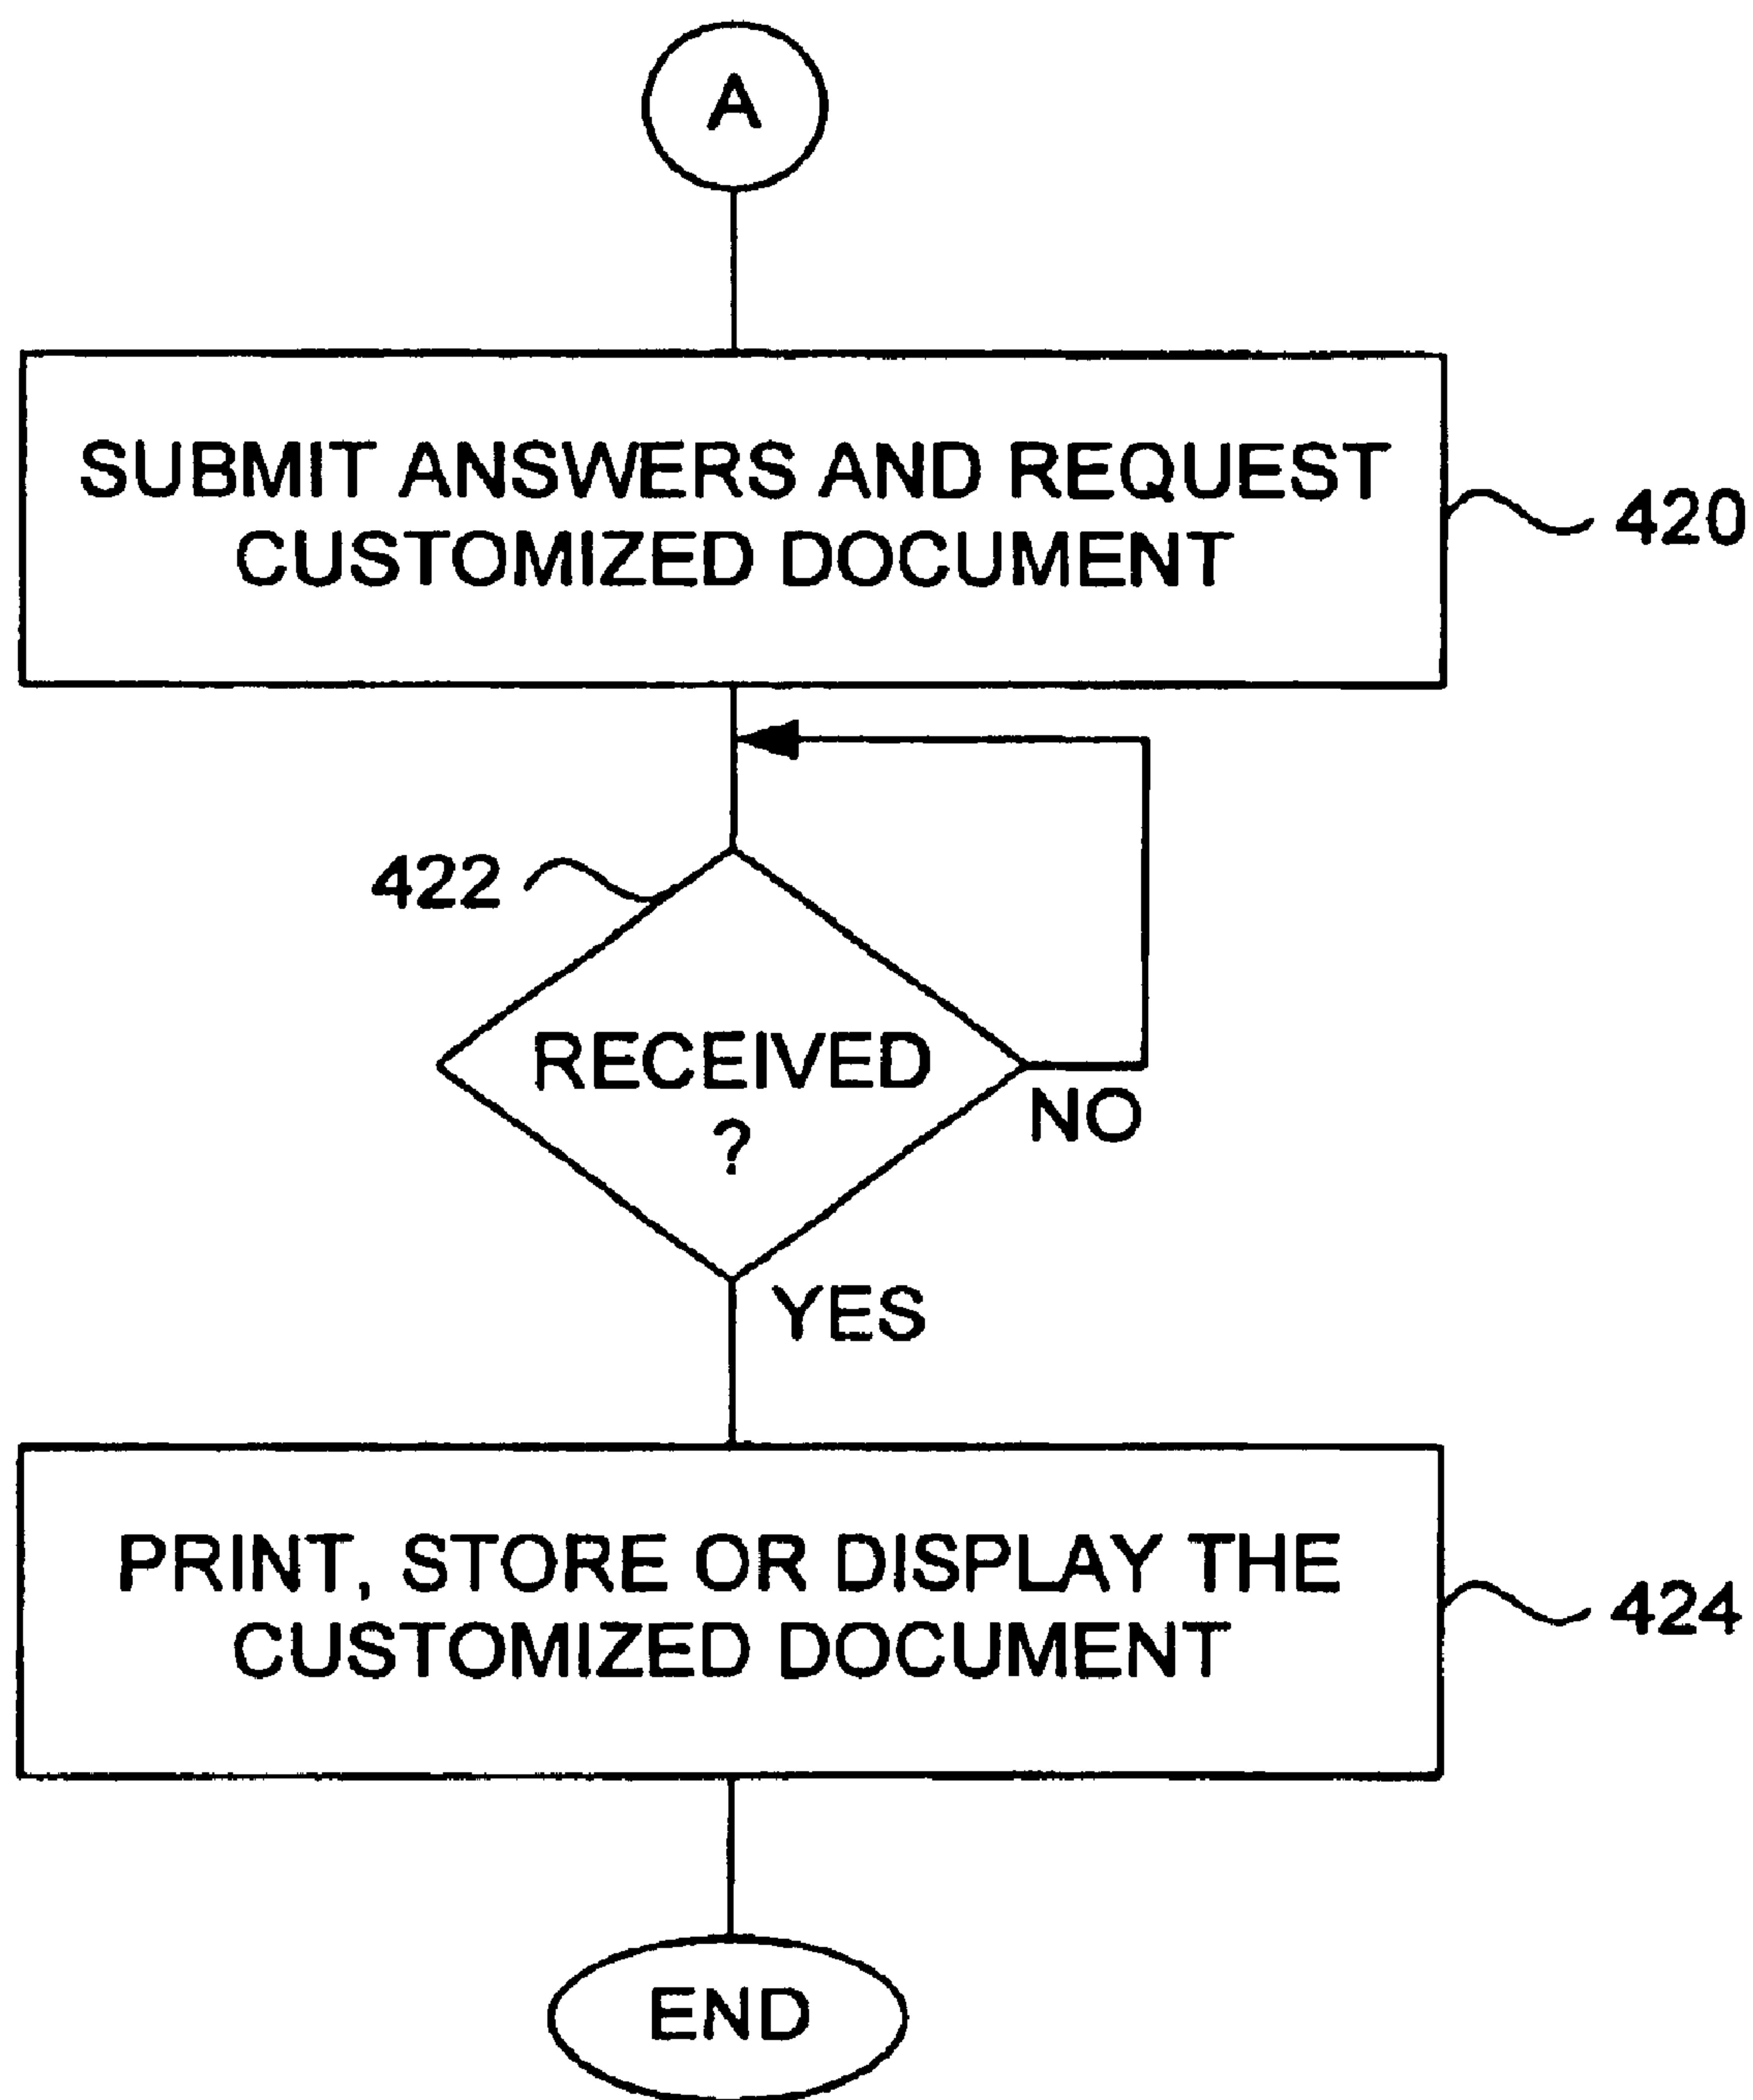 A
SUBMIT ANSWERS AND REQUEST
CUSTOMIZED DOCUMENT
420
422
RECEIVED
?
NO
YES
PRINT, STORE OR DISPLAY THE
CUSTOMIZED DOCUMENT
424
END